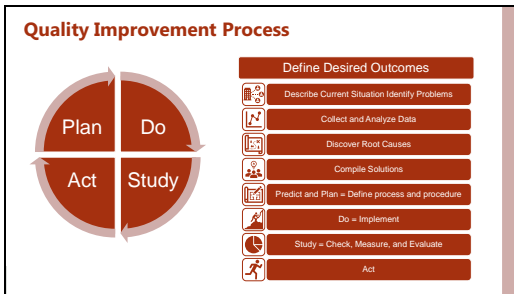 Quality Improvement Process
Plan
Do
Act
Study
Define Desired Outcomes
Describe Current Situation Identify Problems
Collect and Analyze Data
Discover Root Causes
Compile Solutions
Predict and Plan = Define process and procedure
Do = Implement
Study = Check, Measure, and Evaluate
Act